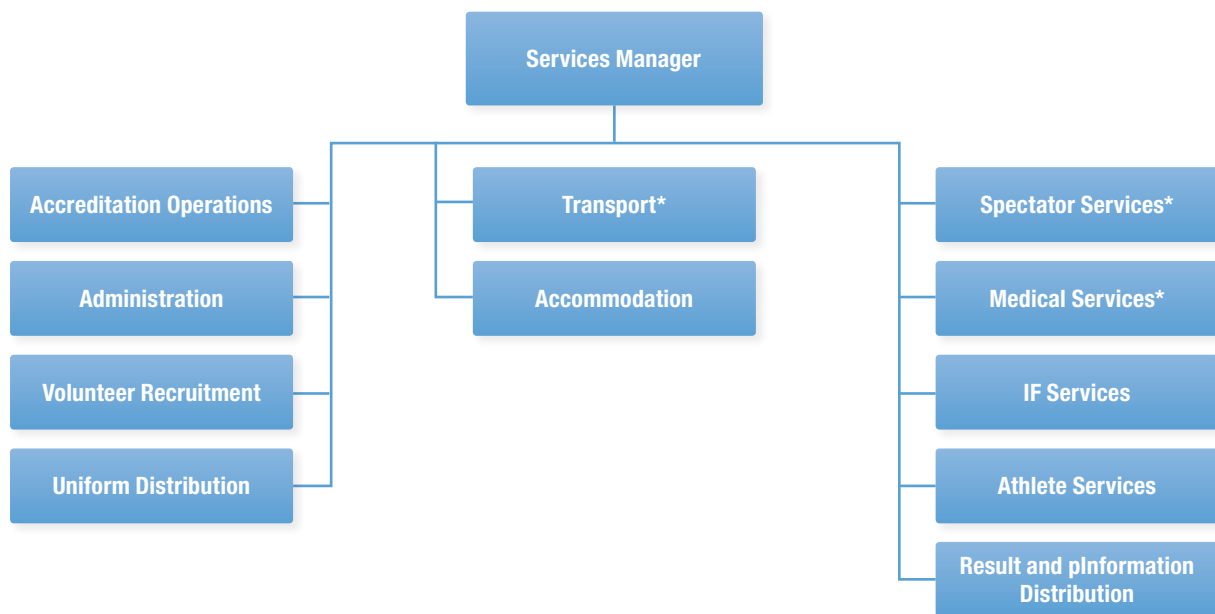 Services Manager
Accreditation Operations
Administration
Volunteer Recruitment
Uniform Distribution
Transport*
Accommodation
Spectator Services*
Medical Services*
IF Services
Athlete Services
Result and pInformation
Distribution